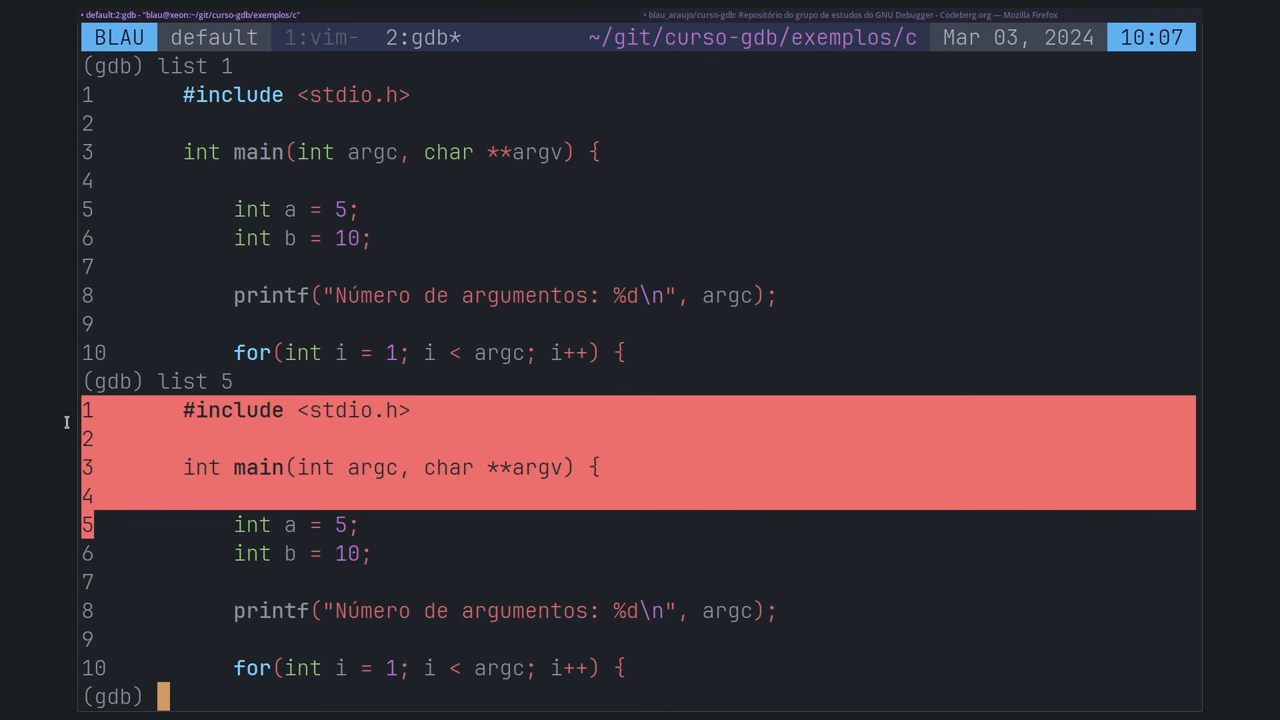 • default:2:gdb - "blau@xeon:~/git/curso-gdb/exemplos/c"
• blau_araujo/curso-gdb: Repositório do grupo de estudos do GNU Debugger - Codeberg.org — Mozilla Firefox
BLAU default 1:vim- 2:gdb* ~/git/curso-gdb/exemplos/c Mar 03, 2024 10:07
(gdb) list 1
1 #include <stdio.h>
2
3 int main(int argc, char **argv) {
4
5 int a = 5;
6 int b = 10;
7
8 printf("Número de argumentos: %d\n", argc);
9
10 for(int i = 1; i < argc; i++) {
(gdb) list 5
1 #include <stdio.h>
2
3 int main(int argc, char **argv) {
4
5 int a = 5;
6 int b = 10;
7
8 printf("Número de argumentos: %d\n", argc);
9
10 for(int i = 1; i < argc; i++) {
(gdb)